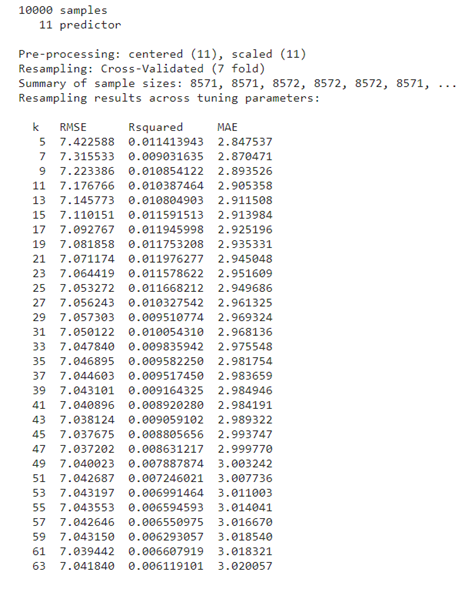 10000 samples
11 predictor
Pre-processing: centered (11), scaled (11)
Resampling: Cross-Validated (7 fold)
Summary of sample sizes: 8571, 8571, 8572, 8572, 8572, 8571, ...
Resampling results across tuning parameters:
k RMSE Rsquared MAE
5 7.422588 0.011413943 2.847537
7 7.315533 0.009031635 2.870471
9 7.223386 0.010854122 2.893526
11 7.176766 0.010387464 2.905358
13 7.145773 0.010804903 2.911508
15 7.110151 0.011591513 2.913984
17 7.092767 0.011945998 2.925196
19 7.081858 0.011753208 2.935331
21 7.071174 0.011976277 2.945048
23 7.064419 0.011578622 2.951609
25 7.053272 0.011668212 2.949686
27 7.056243 0.010327542 2.961325
29 7.057303 0.009510774 2.969324
31 7.050122 0.010054310 2.968136
33 7.047840 0.009835942 2.975548
35 7.046895 0.009582250 2.981754
37 7.044603 0.009517450 2.983659
39 7.043101 0.009164325 2.984946
41 7.040896 0.008920280 2.984191
43 7.038124 0.009059102 2.989322
45 7.037675 0.008805656 2.993747
47 7.037202 0.008631217 2.999770
49 7.040023 0.007887874 3.003242
51 7.042687 0.007246021 3.007736
53 7.043197 0.006991464 3.011003
55 7.043553 0.006594593 3.014041
57 7.042646 0.006550975 3.016670
59 7.043150 0.006293057 3.018540
61 7.039442 0.006607919 3.018321
63 7.041840 0.006119101 3.020057